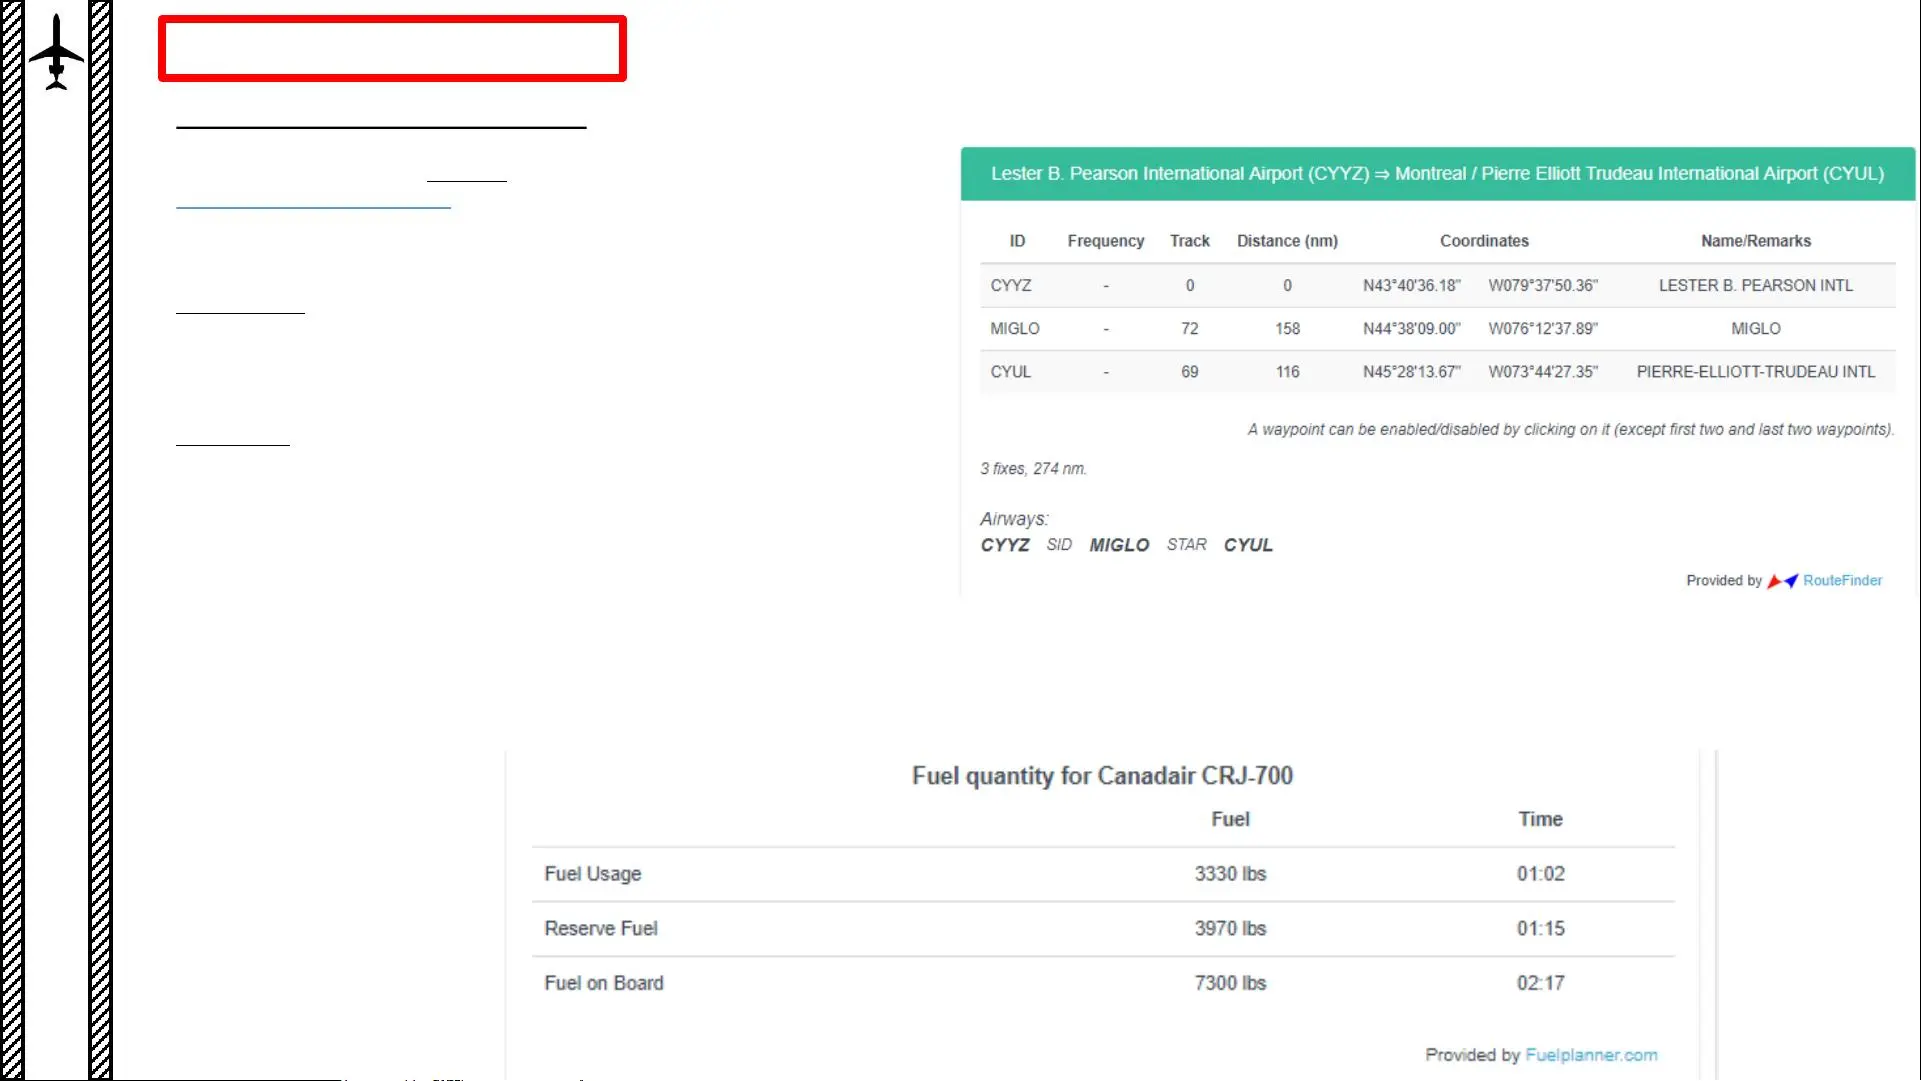 Lester B. Pearson International Airport (CYYZ) ⇒ Montreal / Pierre Elliott Trudeau International Airport (CYUL)
ID Frequency Track Distance (nm) Coordinates Name/Remarks
CYYZ - 0 0 N43°40'36.18" W079°37'50.36" LESTER B. PEARSON INTL
MIGLO - 72 158 N44°38'09.00" W076°12'37.89" MIGLO
CYUL - 69 116 N45°28'13.67" W073°44'27.35" PIERRE-ELLIOTT-TRUDEAU INTL
A waypoint can be enabled/disabled by clicking on it (except first two and last two waypoints).
3 fixes, 274 nm.
Airways:
CYYZ SID MIGLO STAR CYUL
Provided by RouteFinder
Fuel quantity for Canadair CRJ-700
Fuel Time
Fuel Usage 3330 lbs 01:02
Reserve Fuel 3970 lbs 01:15
Fuel on Board 7300 lbs 02:17
Provided by Fuelplanner.com